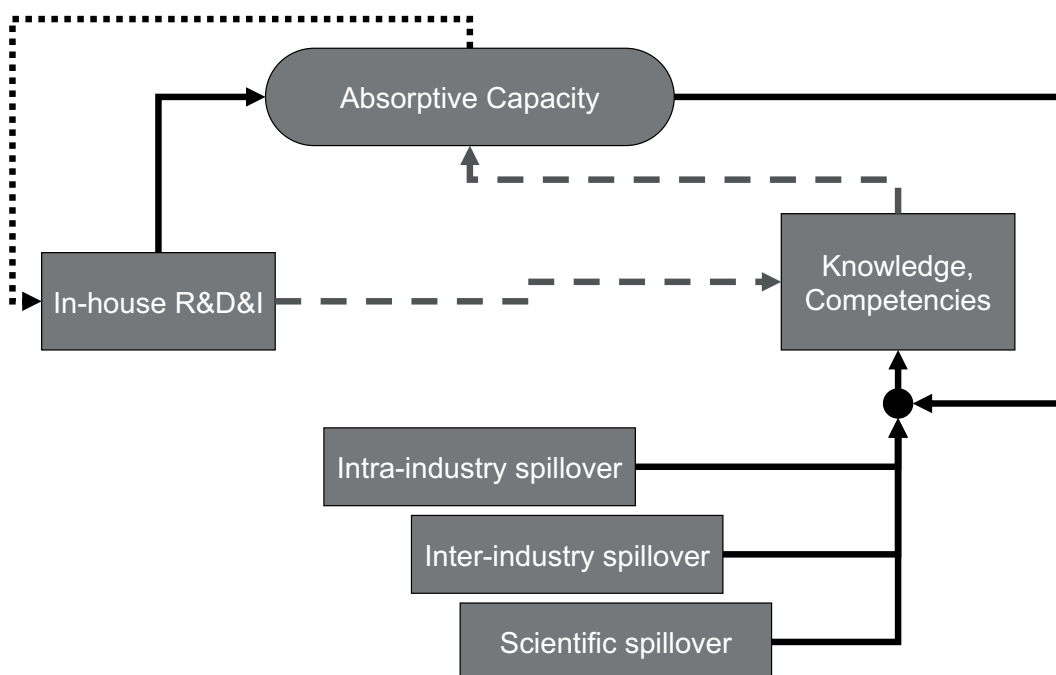 Absorptive Capacity
In-house R&D&I
Knowledge,
Competencies
Intra-industry spillover
Inter-industry spillover
Scientific spillover